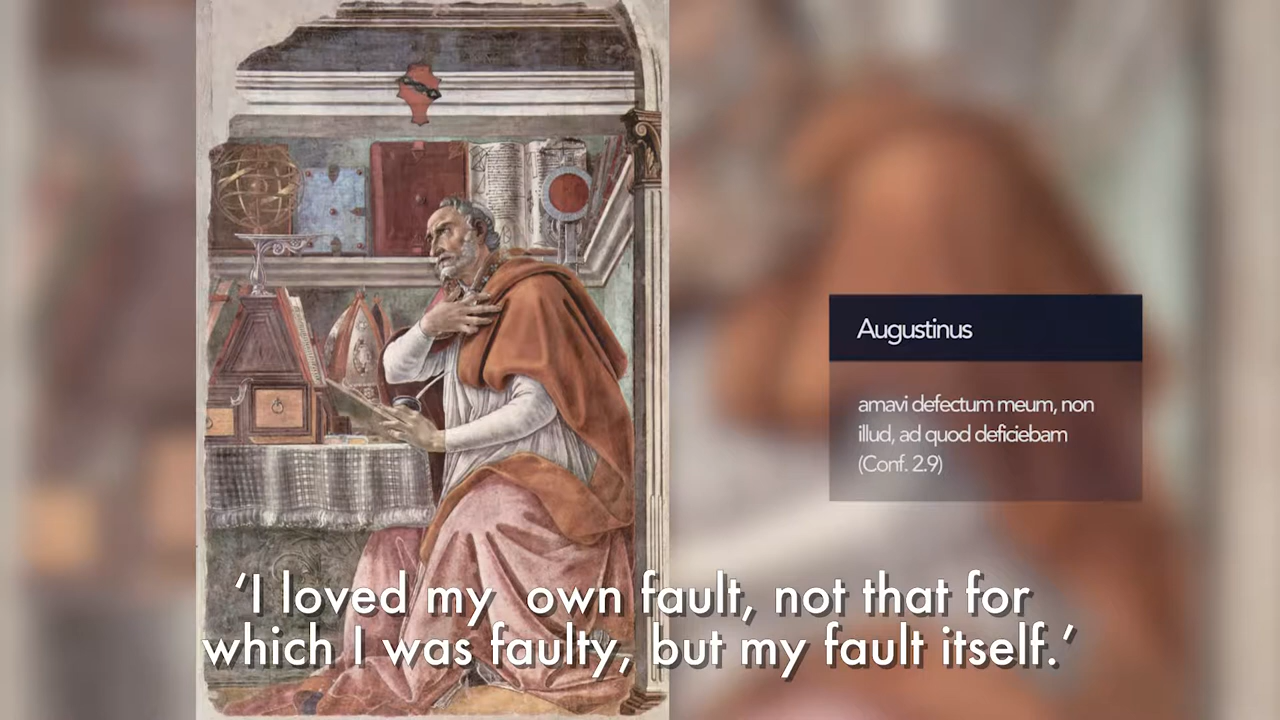 Augustinus
amavi defectum meum, non
illud, ad quod deficiebam
(Conf. 2.9)
‘I loved my own fault, not that for
which I was faulty, but my fault itself.’